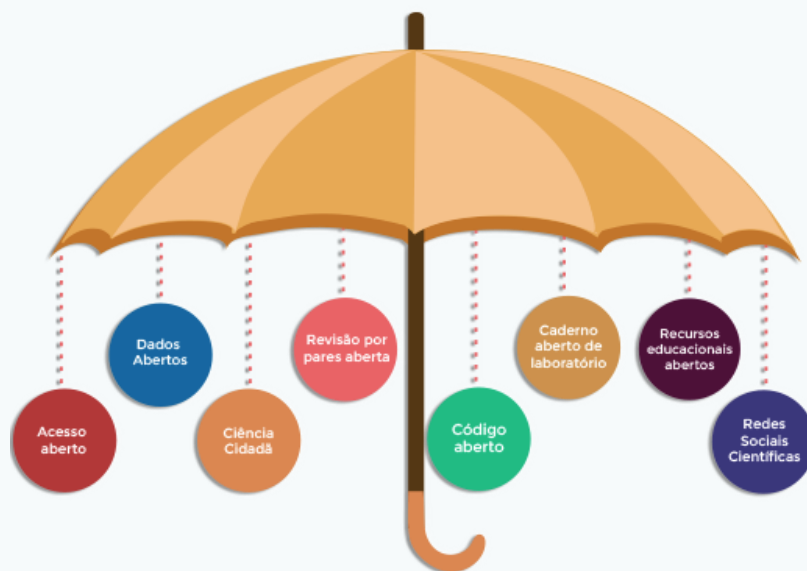 Acesso
aberto
Dados
Abertos
Ciência
Cidadã
Revisão por
pares aberta
Código
aberto
Caderno
aberto de
laboratório
Recursos
educacionais
abertos
Redes
Sociais
Científicas